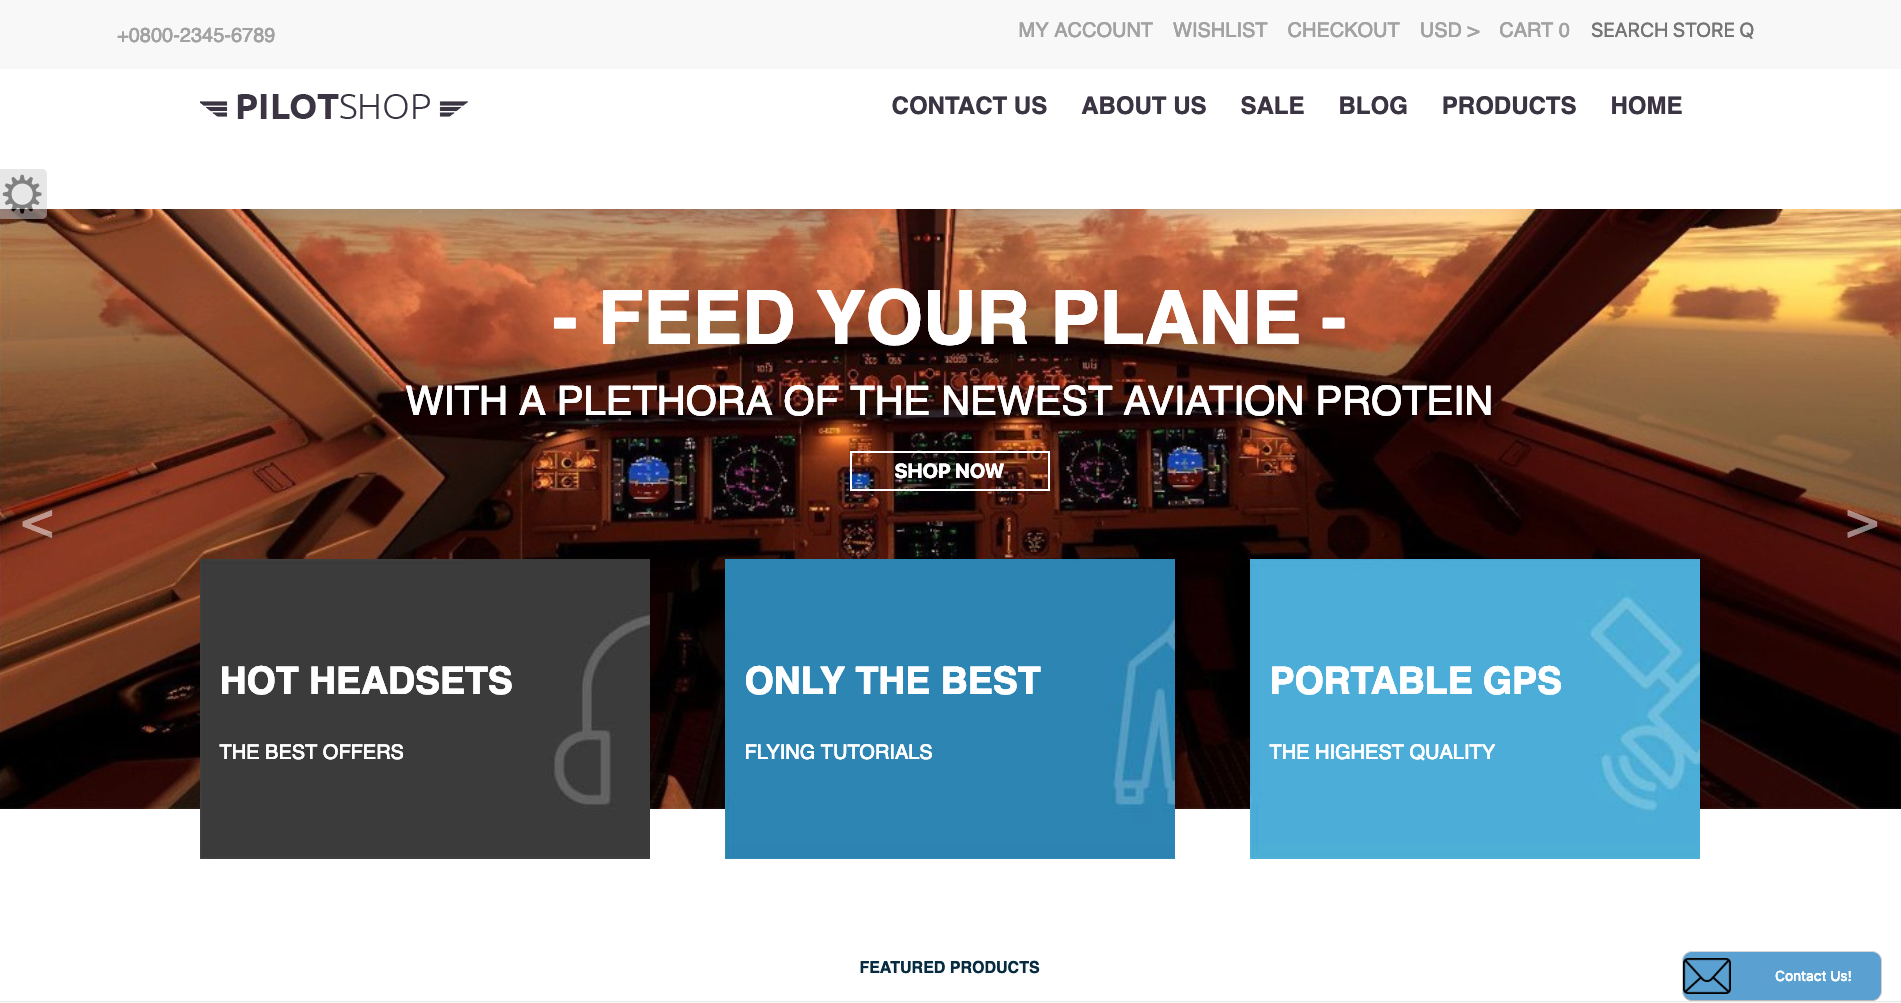 +0800-2345-6789
MY ACCOUNT WISHLIST CHECKOUT USD > CART 0 SEARCH STORE Q
PILOTSHOP
CONTACT US ABOUT US SALE BLOG PRODUCTS HOME
- FEED YOUR PLANE -
WITH A PLETHORA OF THE NEWEST AVIATION PROTEIN
SHOP NOW
< >
HOT HEADSETS
THE BEST OFFERS
ONLY THE BEST
FLYING TUTORIALS
PORTABLE GPS
THE HIGHEST QUALITY
FEATURED PRODUCTS
Contact Us!